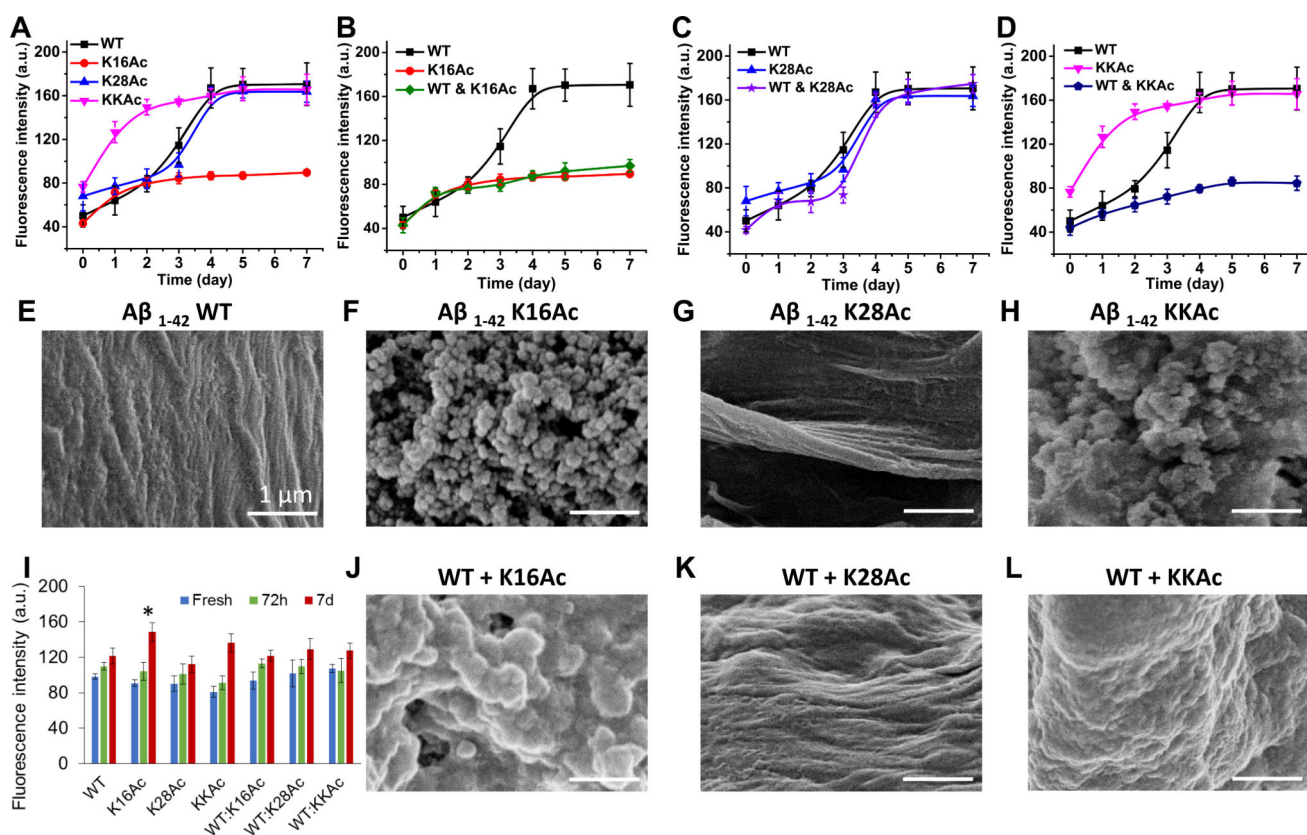 A
Fluorescence intensity (a.u.)
200
160
120
80
40
WT
K16Ac
K28Ac
KKAc
0 1 2 3 4 5 6 7
Time (day)
B
Fluorescence intensity (a.u.)
200
160
120
80
40
WT
K16Ac
WT & K16Ac
0 1 2 3 4 5 6 7
Time (day)
C
Fluorescence intensity (a.u.)
200
160
120
80
40
WT
K28Ac
WT & K28Ac
0 1 2 3 4 5 6 7
Time (day)
D
Fluorescence intensity (a.u.)
200
160
120
80
40
WT
KKAc
WT & KKAc
0 1 2 3 4 5 6 7
Time (day)
E
Aβ 1-42 WT
1 μm
F
Aβ 1-42 K16Ac
G
Aβ 1-42 K28Ac
H
Aβ 1-42 KKAc
I
Fluorescence intensity (a.u.)
200
160
120
80
40
0
Fresh 72h 7d
*
WT
K16Ac
K28Ac
KKAc
WT:K16Ac
WT:K28Ac
WT:KKAc
J
WT + K16Ac
K
WT + K28Ac
L
WT + KKAc